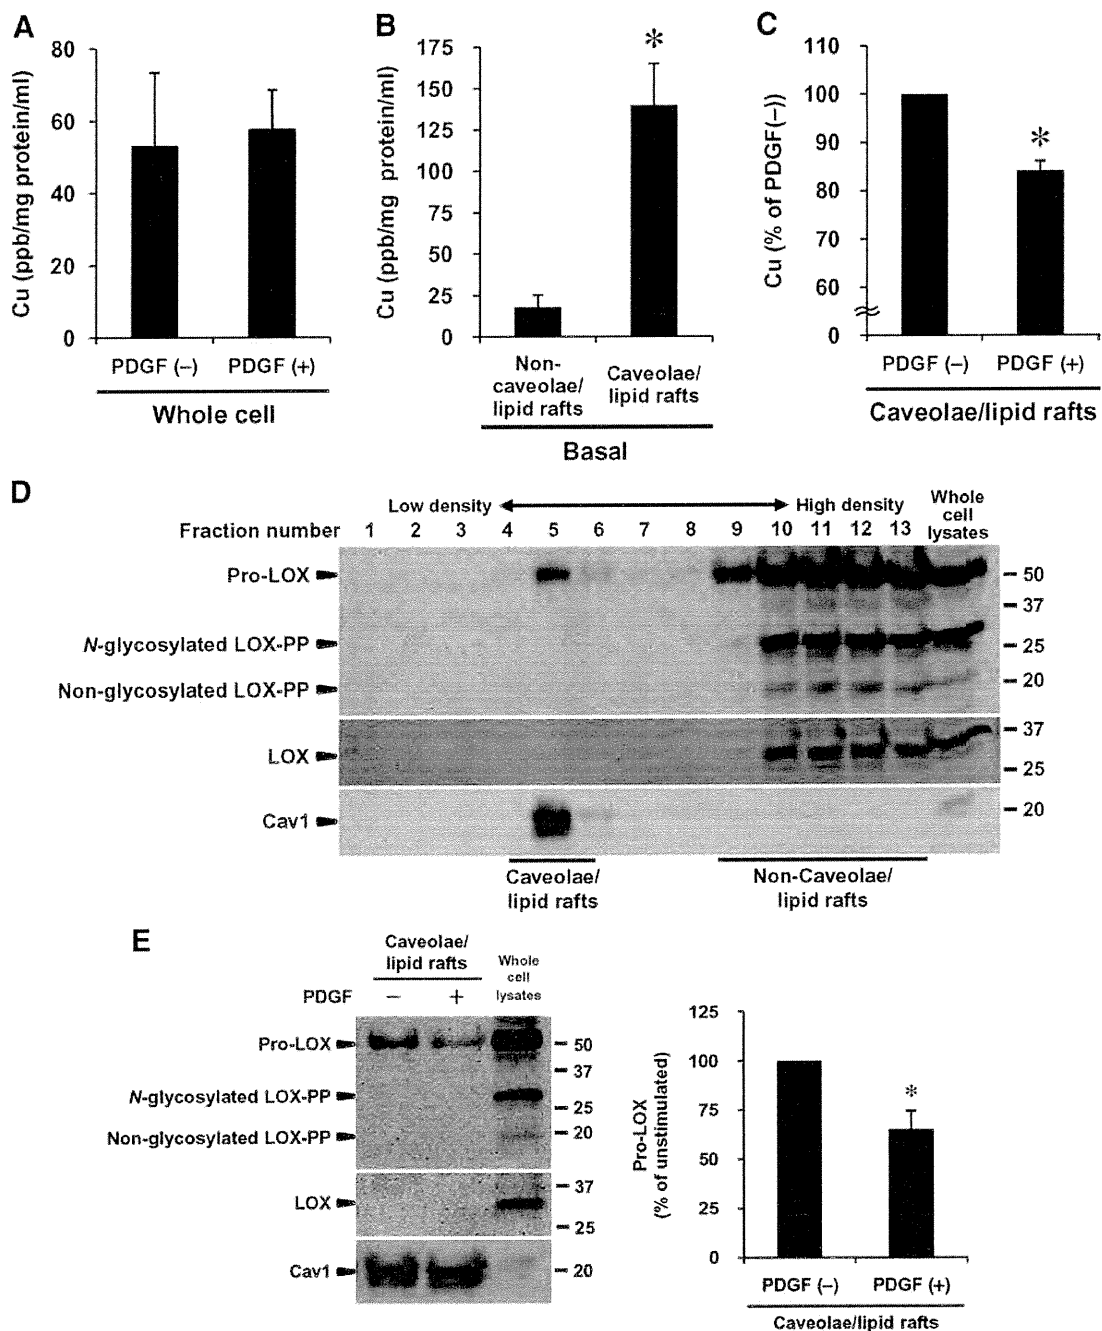 A
Cu (ppb/mg protein/ml)
80
60
40
20
0
PDGF (–)
PDGF (+)
Whole cell
B
Cu (ppb/mg protein/ml)
175
150
125
100
75
50
25
0
*
Non-
caveolae/
lipid rafts
Caveolae/
lipid rafts
Basal
C
Cu (% of PDGF(–))
110
100
90
80
70
60
0
*
PDGF (–)
PDGF (+)
Caveolae/lipid rafts
D
Low density
High density
Whole
cell
lysates
Fraction number 1 2 3 4 5 6 7 8 9 10 11 12 13
Pro-LOX
N-glycosylated LOX-PP
Non-glycosylated LOX-PP
50
37
25
20
LOX
37
25
Cav1
20
Caveolae/
lipid rafts
Non-Caveolae/
lipid rafts
E
Caveolae/
lipid rafts
Whole
cell
lysates
PDGF – +
Pro-LOX
N-glycosylated LOX-PP
Non-glycosylated LOX-PP
50
37
25
20
LOX
37
25
Cav1
20
Pro-LOX
(% of unstimulated)
125
100
75
50
25
0
*
PDGF (–)
PDGF (+)
Caveolae/lipid rafts